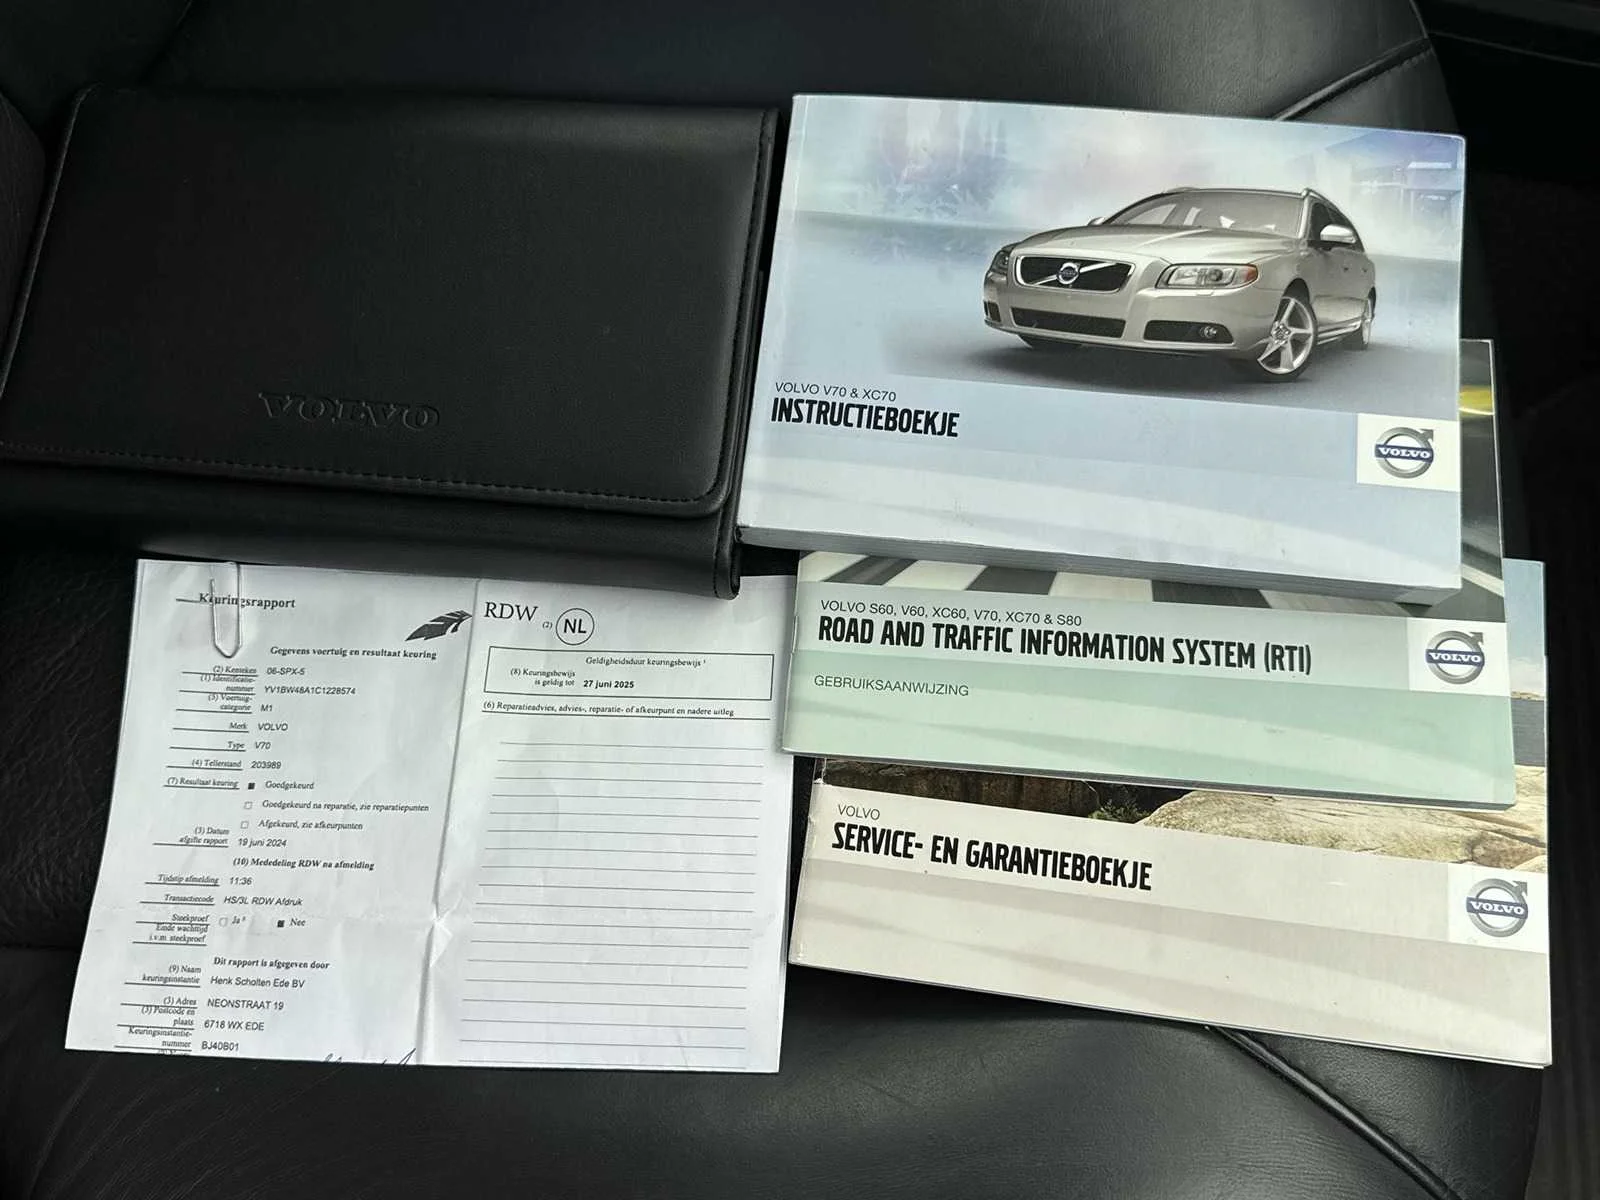 VOLVO
VOLVO V70 & XC70
INSTRUCTIEBOEKJE
VOLVO
VOLVO S60, V60, XC60, V70, XC70 & S80
ROAD AND TRAFFIC INFORMATION SYSTEM (RTI)
GEBRUIKSAANWIJZING
VOLVO
VOLVO
SERVICE- EN GARANTIEBOEKJE
VOLVO
Keuringsrapport
Gegevens voertuig en resultaat keuring
(2) Kenteken 06-SPX-5
(1) Identificatie-
nummer YV1BW48A1C1228574
(5) Voertuig-
categorie M1
Merk VOLVO
Type V70
(4) Tellerstand 203989
(7) Resultaat keuring Goedgekeurd
Goedgekeurd na reparatie, zie reparatiepunten
Afgekeurd, zie afkeurpunten
(3) Datum
afgifte rapport 19 juni 2024
(10) Mededeling RDW na afmelding
Tijdstip afmelding 11:36
Transactiecode HS/3L RDW Afdruk
Steekproef Ja Nee
Einde wachttijd
i.v.m. steekproef
Dit rapport is afgegeven door
(9) Naam
keuringsinstantie Henk Scholten Ede BV
(3) Adres NEONSTRAAT 19
(3) Postcode en
plaats 6718 WX EDE
Keuringsinstantie-
nummer BJ40B01
RDW (2) NL
Geldigheidsduur keuringsbewijs ¹
(8) Keuringsbewijs
is geldig tot 27 juni 2025
(6) Reparatieadvies, advies-, reparatie- of afkeurpunt en nadere uitleg